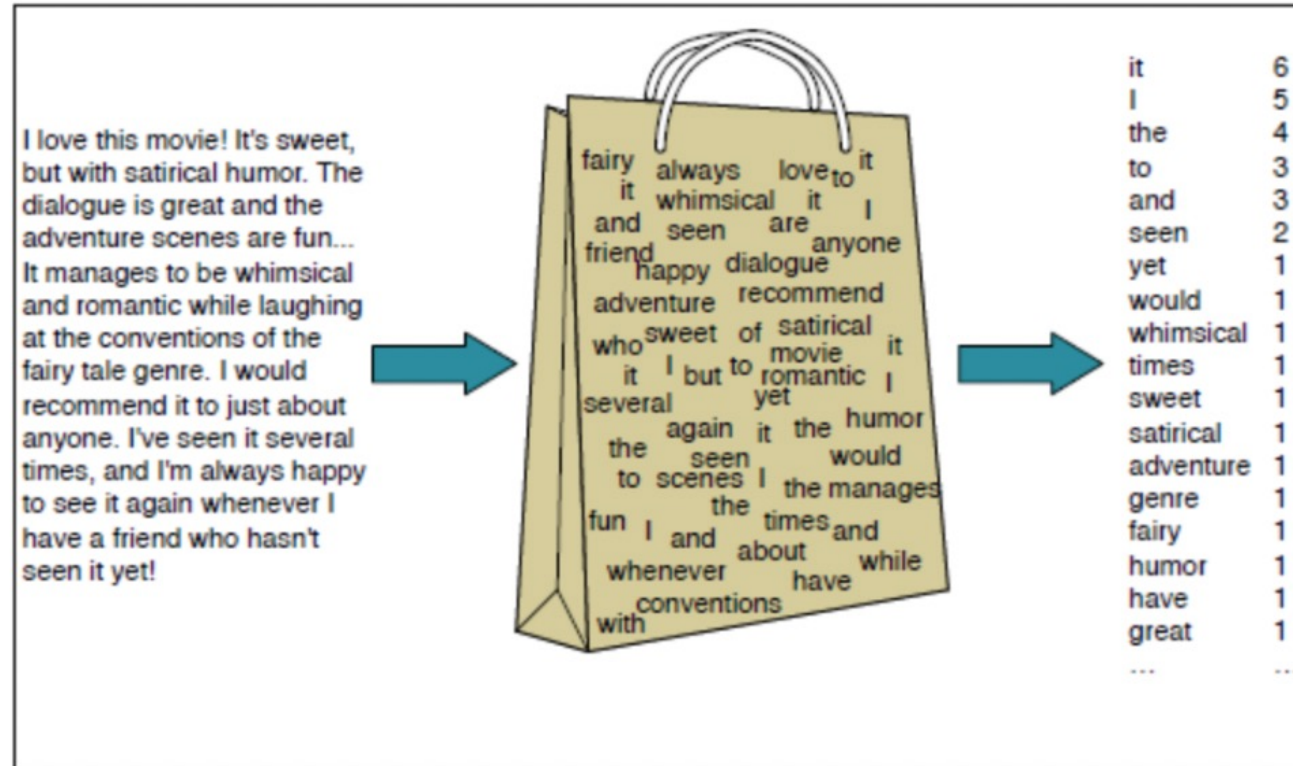 I love this movie! It's sweet,
but with satirical humor. The
dialogue is great and the
adventure scenes are fun...
It manages to be whimsical
and romantic while laughing
at the conventions of the
fairy tale genre. I would
recommend it to just about
anyone. I've seen it several
times, and I'm always happy
to see it again whenever I
have a friend who hasn't
seen it yet!
fairy always love to it
it whimsical it I
and seen are
friend anyone
happy dialogue
adventure recommend
who sweet of satirical
it I but to movie it
romantic I
several yet
again it the humor
the seen would
to scenes I the manages
the
fun I and times and
about
whenever have while
conventions
with
it 6
I 5
the 4
to 3
and 3
seen 2
yet 1
would 1
whimsical 1
times 1
sweet 1
satirical 1
adventure 1
genre 1
fairy 1
humor 1
have 1
great 1
... ...